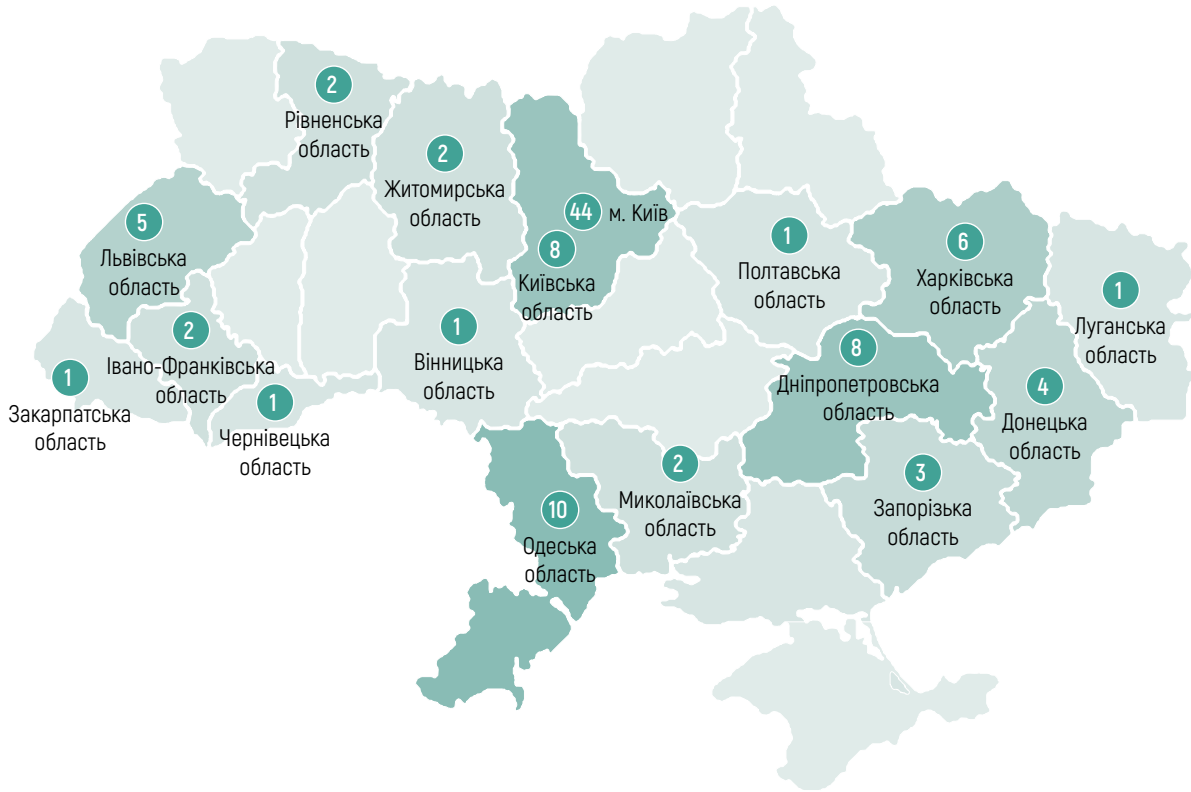 2
Рівненська
область
2
Житомирська
область
44 м. Київ
8
Київська
область
5
Львівська
область
1
Полтавська
область
6
Харківська
область
1
Луганська
область
2
Івано-Франківська
область
1
Вінницька
область
8
Дніпропетровська
область
4
Донецька
область
1
Закарпатська
область
1
Чернівецька
область
2
Миколаївська
область
3
Запорізька
область
10
Одеська
область